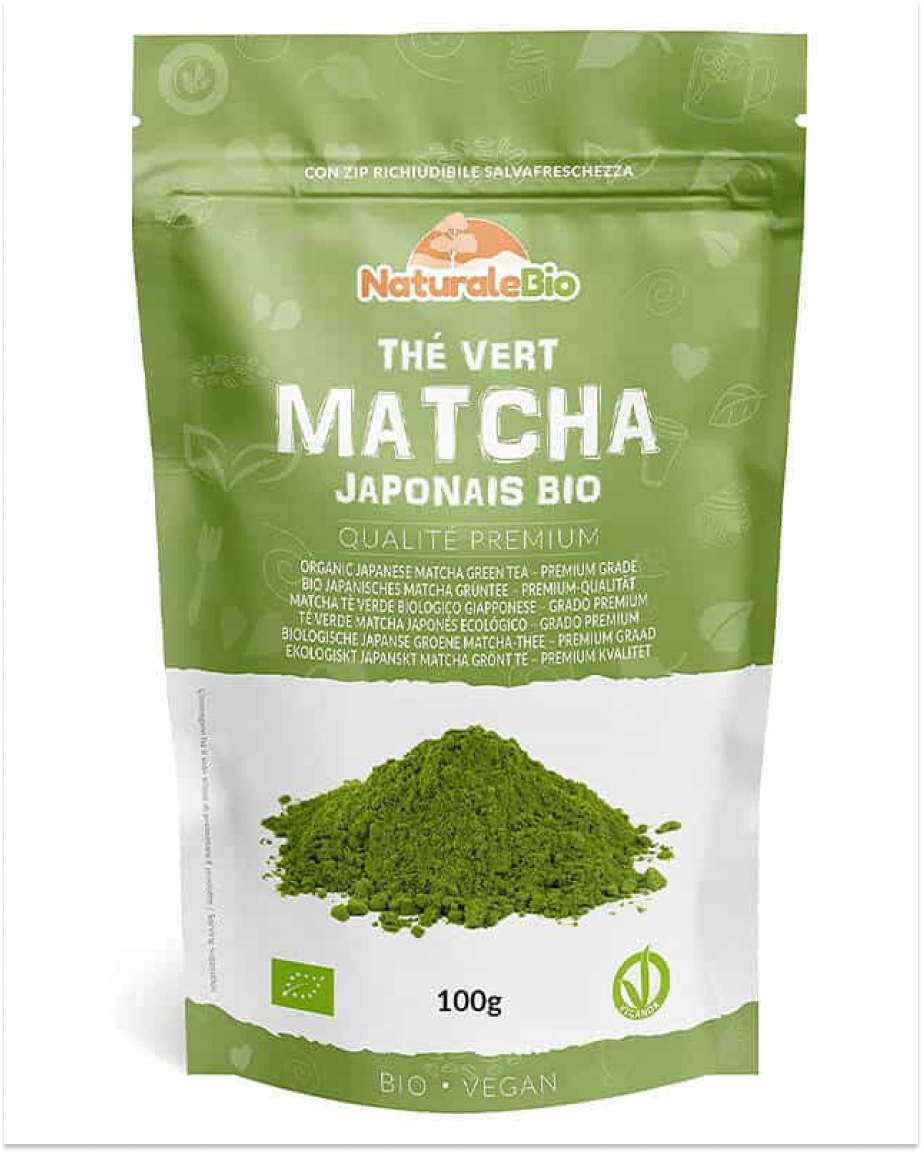 CON ZIP RICHIUDIBILE SALVAFRESCHEZZA
NaturaleBio
THÉ VERT
MATCHA
JAPONAIS BIO
QUALITÉ PREMIUM
ORGANIC JAPANESE MATCHA GREEN TEA – PREMIUM GRADE
BIO JAPANISCHES MATCHA GRÜNTEE – PREMIUM-QUALITÄT
MATCHA TÈ VERDE BIOLOGICO GIAPPONESE – GRADO PREMIUM
TÉ VERDE MATCHA JAPONÉS ECOLÓGICO – GRADO PREMIUM
BIOLOGISCHE JAPANSE GROENE MATCHA-THEE – PREMIUM GRAAD
EKOLOGISKT JAPANSKT MATCHA GRÖNT TE – PREMIUM KVALITET
100g
VEGANOK
BIO • VEGAN